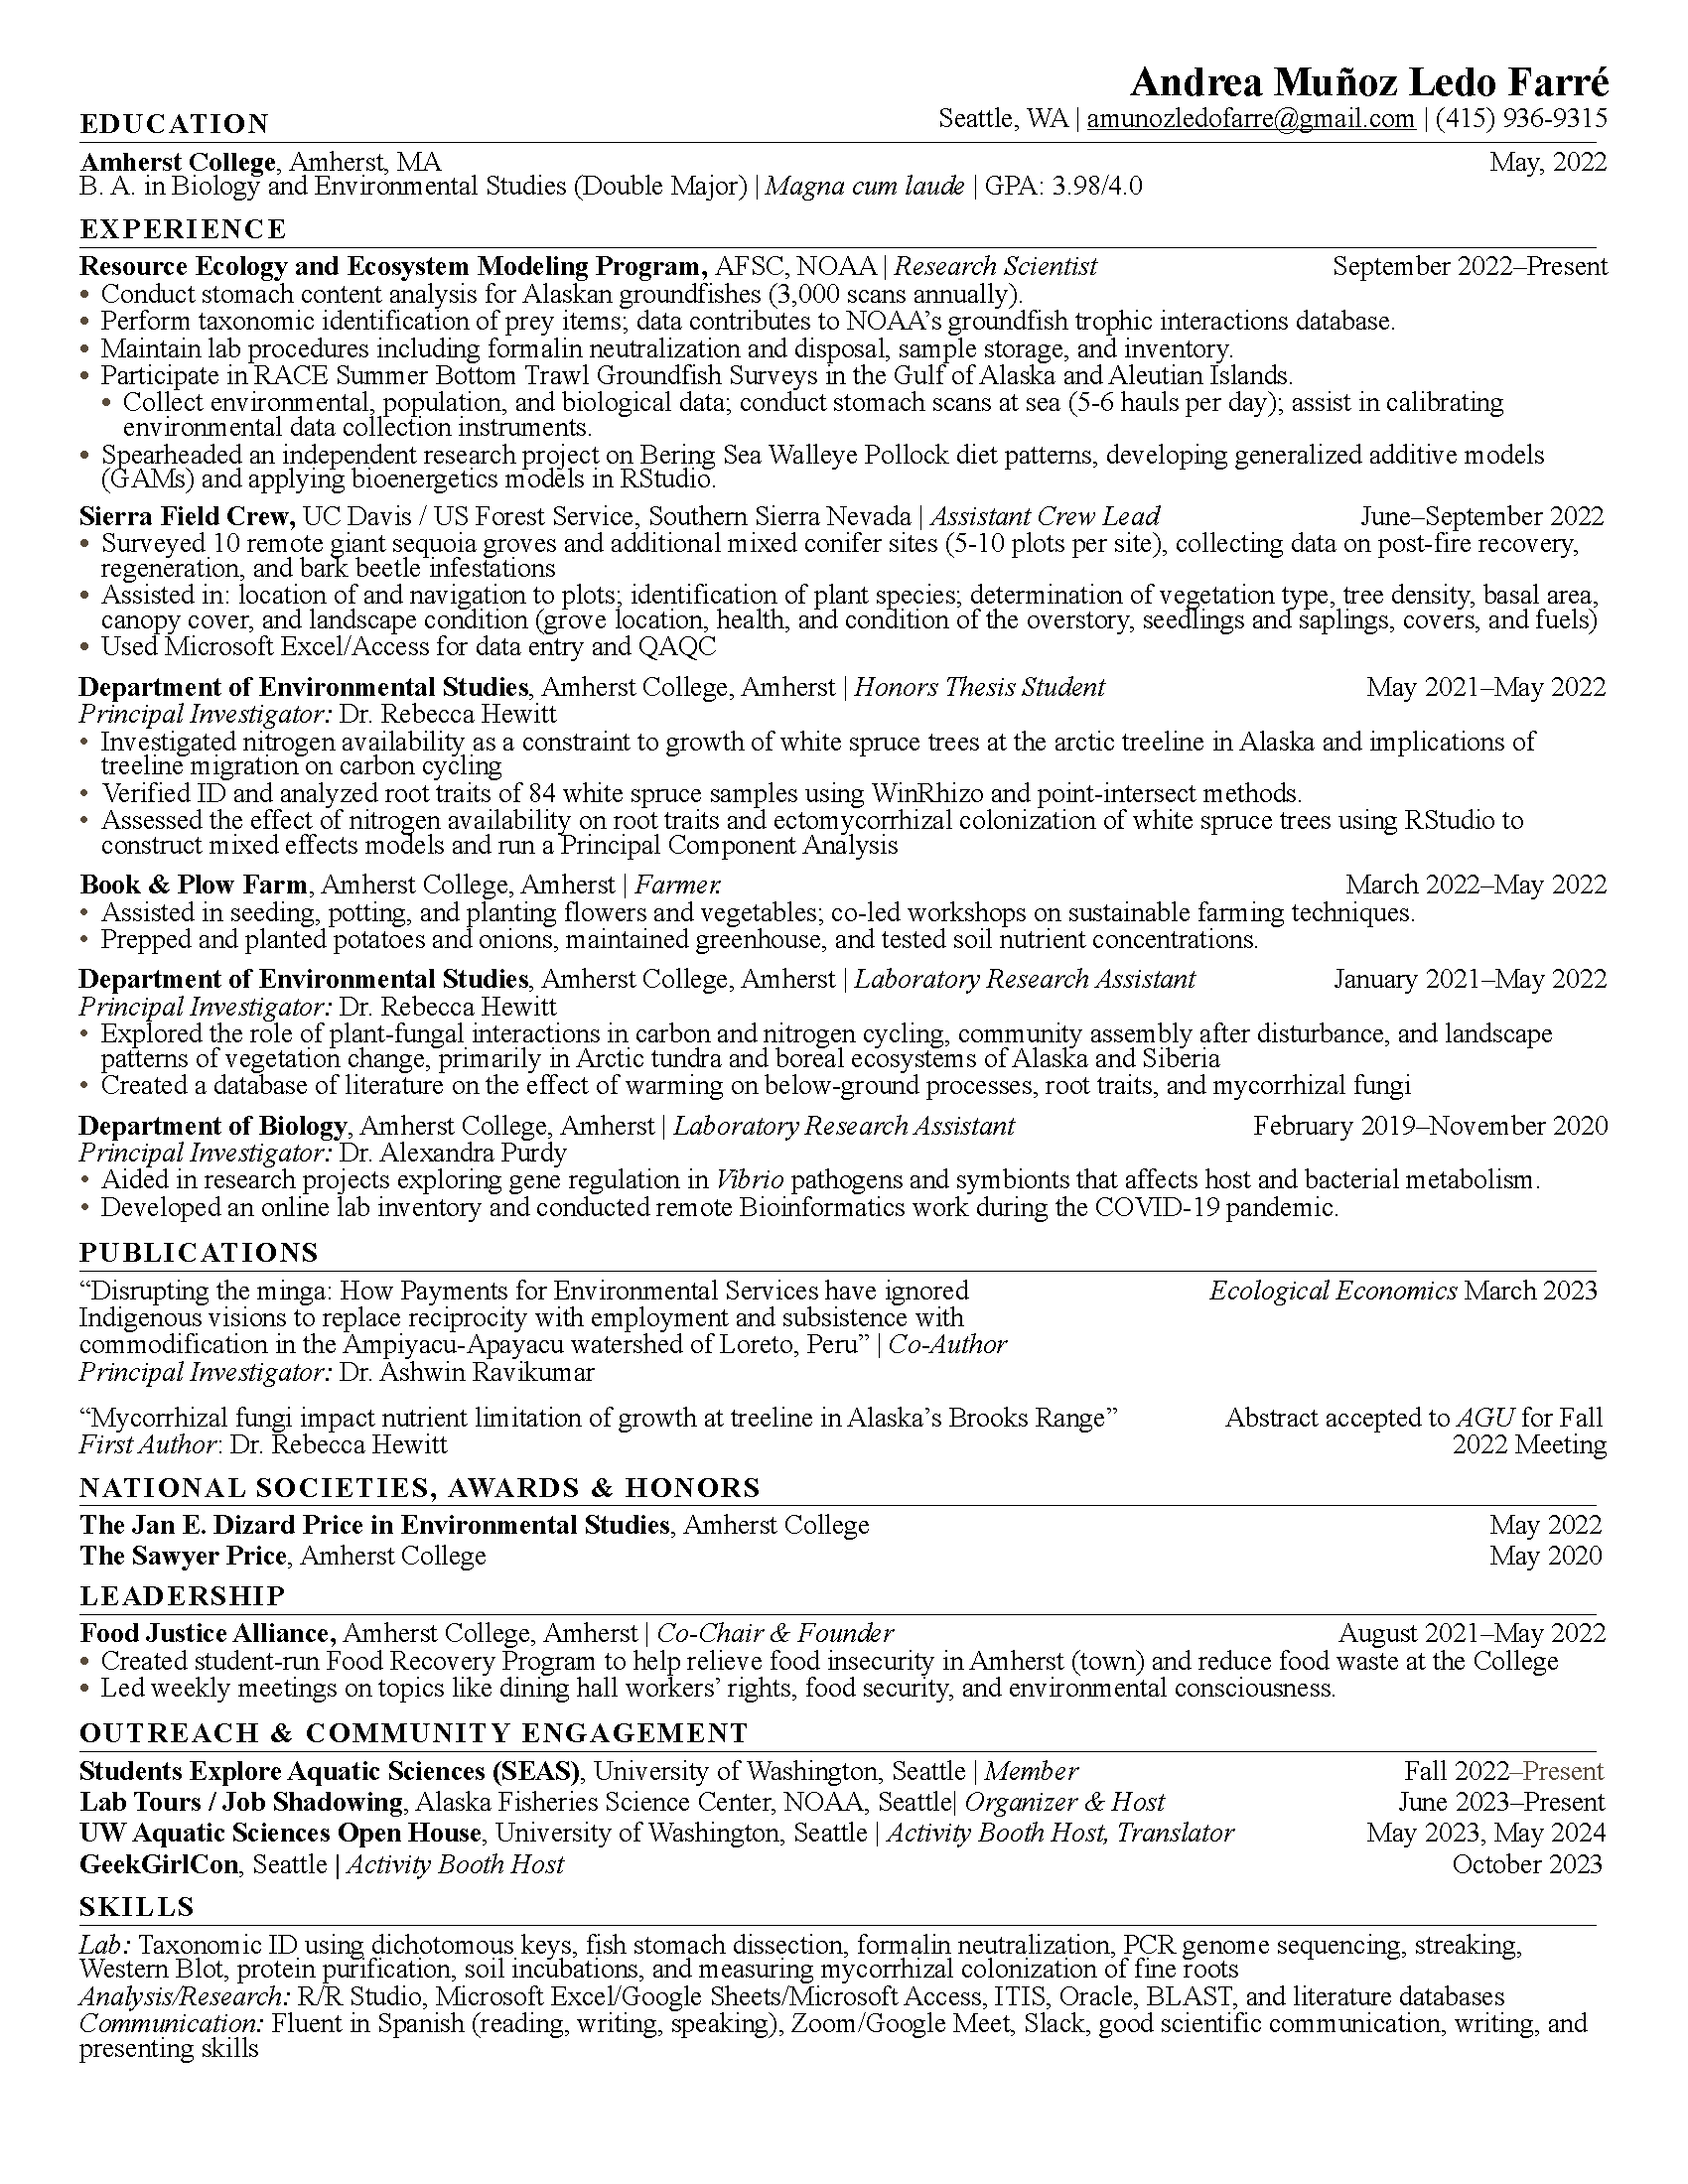 Andrea Muñoz Ledo Farré
Seattle, WA | amunozledofarre@gmail.com | (415) 936-9315
EDUCATION
Amherst College, Amherst, MA May, 2022
B. A. in Biology and Environmental Studies (Double Major) | Magna cum laude | GPA: 3.98/4.0
EXPERIENCE
Resource Ecology and Ecosystem Modeling Program, AFSC, NOAA | Research Scientist September 2022–Present
• Conduct stomach content analysis for Alaskan groundfishes (3,000 scans annually).
• Perform taxonomic identification of prey items; data contributes to NOAA’s groundfish trophic interactions database.
• Maintain lab procedures including formalin neutralization and disposal, sample storage, and inventory.
• Participate in RACE Summer Bottom Trawl Groundfish Surveys in the Gulf of Alaska and Aleutian Islands.
• Collect environmental, population, and biological data; conduct stomach scans at sea (5-6 hauls per day); assist in calibrating
environmental data collection instruments.
• Spearheaded an independent research project on Bering Sea Walleye Pollock diet patterns, developing generalized additive models
(GAMs) and applying bioenergetics models in RStudio.
Sierra Field Crew, UC Davis / US Forest Service, Southern Sierra Nevada | Assistant Crew Lead June–September 2022
• Surveyed 10 remote giant sequoia groves and additional mixed conifer sites (5-10 plots per site), collecting data on post-fire recovery,
regeneration, and bark beetle infestations
• Assisted in: location of and navigation to plots; identification of plant species; determination of vegetation type, tree density, basal area,
canopy cover, and landscape condition (grove location, health, and condition of the overstory, seedlings and saplings, covers, and fuels)
• Used Microsoft Excel/Access for data entry and QAQC
Department of Environmental Studies, Amherst College, Amherst | Honors Thesis Student May 2021–May 2022
Principal Investigator: Dr. Rebecca Hewitt
• Investigated nitrogen availability as a constraint to growth of white spruce trees at the arctic treeline in Alaska and implications of
treeline migration on carbon cycling
• Verified ID and analyzed root traits of 84 white spruce samples using WinRhizo and point-intersect methods.
• Assessed the effect of nitrogen availability on root traits and ectomycorrhizal colonization of white spruce trees using RStudio to
construct mixed effects models and run a Principal Component Analysis
Book & Plow Farm, Amherst College, Amherst | Farmer. March 2022–May 2022
• Assisted in seeding, potting, and planting flowers and vegetables; co-led workshops on sustainable farming techniques.
• Prepped and planted potatoes and onions, maintained greenhouse, and tested soil nutrient concentrations.
Department of Environmental Studies, Amherst College, Amherst | Laboratory Research Assistant January 2021–May 2022
Principal Investigator: Dr. Rebecca Hewitt
• Explored the role of plant-fungal interactions in carbon and nitrogen cycling, community assembly after disturbance, and landscape
patterns of vegetation change, primarily in Arctic tundra and boreal ecosystems of Alaska and Siberia
• Created a database of literature on the effect of warming on below-ground processes, root traits, and mycorrhizal fungi
Department of Biology, Amherst College, Amherst | Laboratory Research Assistant February 2019–November 2020
Principal Investigator: Dr. Alexandra Purdy
• Aided in research projects exploring gene regulation in Vibrio pathogens and symbionts that affects host and bacterial metabolism.
• Developed an online lab inventory and conducted remote Bioinformatics work during the COVID-19 pandemic.
PUBLICATIONS
“Disrupting the minga: How Payments for Environmental Services have ignored Ecological Economics March 2023
Indigenous visions to replace reciprocity with employment and subsistence with
commodification in the Ampiyacu-Apayacu watershed of Loreto, Peru” | Co-Author
Principal Investigator: Dr. Ashwin Ravikumar
“Mycorrhizal fungi impact nutrient limitation of growth at treeline in Alaska’s Brooks Range” Abstract accepted to AGU for Fall
First Author: Dr. Rebecca Hewitt 2022 Meeting
NATIONAL SOCIETIES, AWARDS & HONORS
The Jan E. Dizard Price in Environmental Studies, Amherst College May 2022
The Sawyer Price, Amherst College May 2020
LEADERSHIP
Food Justice Alliance, Amherst College, Amherst | Co-Chair & Founder August 2021–May 2022
• Created student-run Food Recovery Program to help relieve food insecurity in Amherst (town) and reduce food waste at the College
• Led weekly meetings on topics like dining hall workers’ rights, food security, and environmental consciousness.
OUTREACH & COMMUNITY ENGAGEMENT
Students Explore Aquatic Sciences (SEAS), University of Washington, Seattle | Member Fall 2022–Present
Lab Tours / Job Shadowing, Alaska Fisheries Science Center, NOAA, Seattle| Organizer & Host June 2023–Present
UW Aquatic Sciences Open House, University of Washington, Seattle | Activity Booth Host, Translator May 2023, May 2024
GeekGirlCon, Seattle | Activity Booth Host October 2023
SKILLS
Lab: Taxonomic ID using dichotomous keys, fish stomach dissection, formalin neutralization, PCR genome sequencing, streaking,
Western Blot, protein purification, soil incubations, and measuring mycorrhizal colonization of fine roots
Analysis/Research: R/R Studio, Microsoft Excel/Google Sheets/Microsoft Access, ITIS, Oracle, BLAST, and literature databases
Communication: Fluent in Spanish (reading, writing, speaking), Zoom/Google Meet, Slack, good scientific communication, writing, and
presenting skills